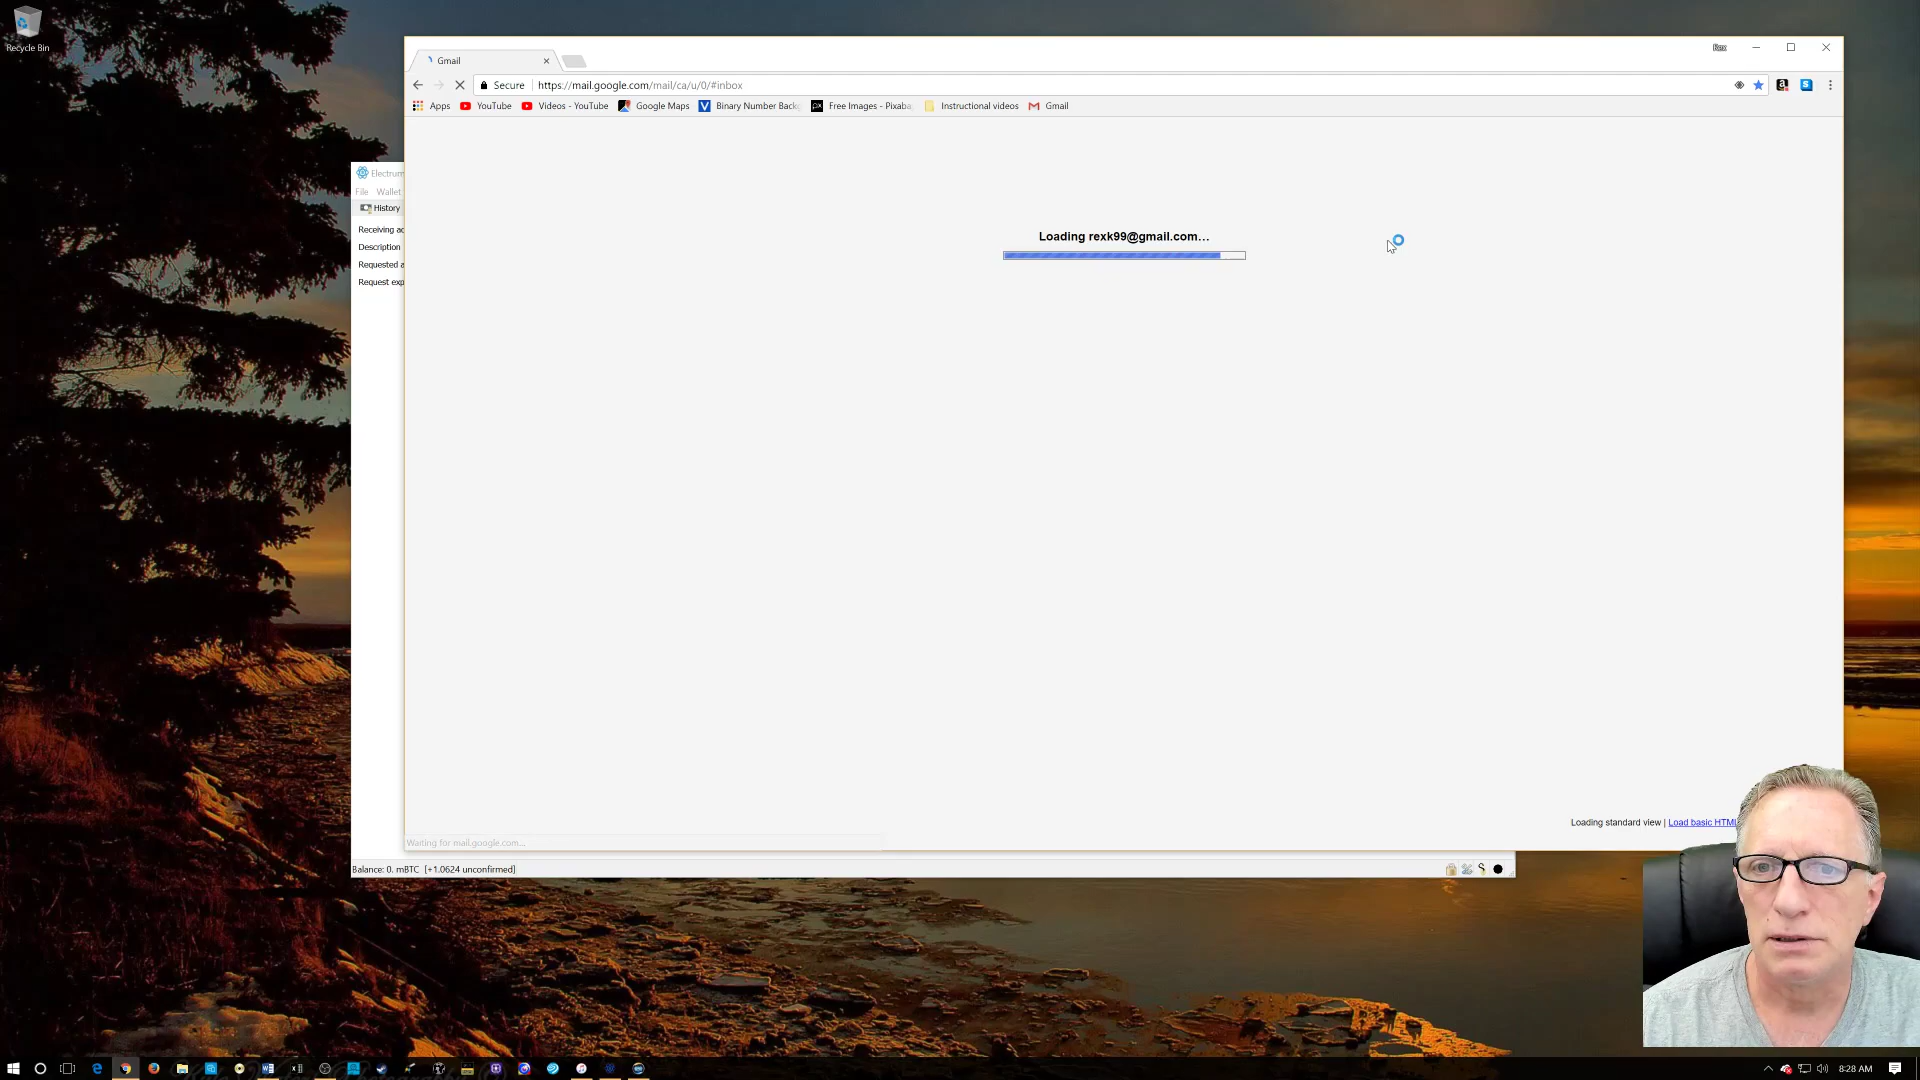 Recycle Bin
Gmail
Rex
Secure https://mail.google.com/mail/ca/u/0/#inbox
Apps YouTube Videos - YouTube Google Maps Binary Number Back Free Images - Pixaba Instructional videos Gmail
Electrum
File Wallet
History
Receiving ad
Description
Requested a
Request exp
Loading rexk99@gmail.com…
Loading standard view | Load basic HTML
Waiting for mail.google.com...
Balance: 0. mBTC [+1.0624 unconfirmed]
8:28 AM